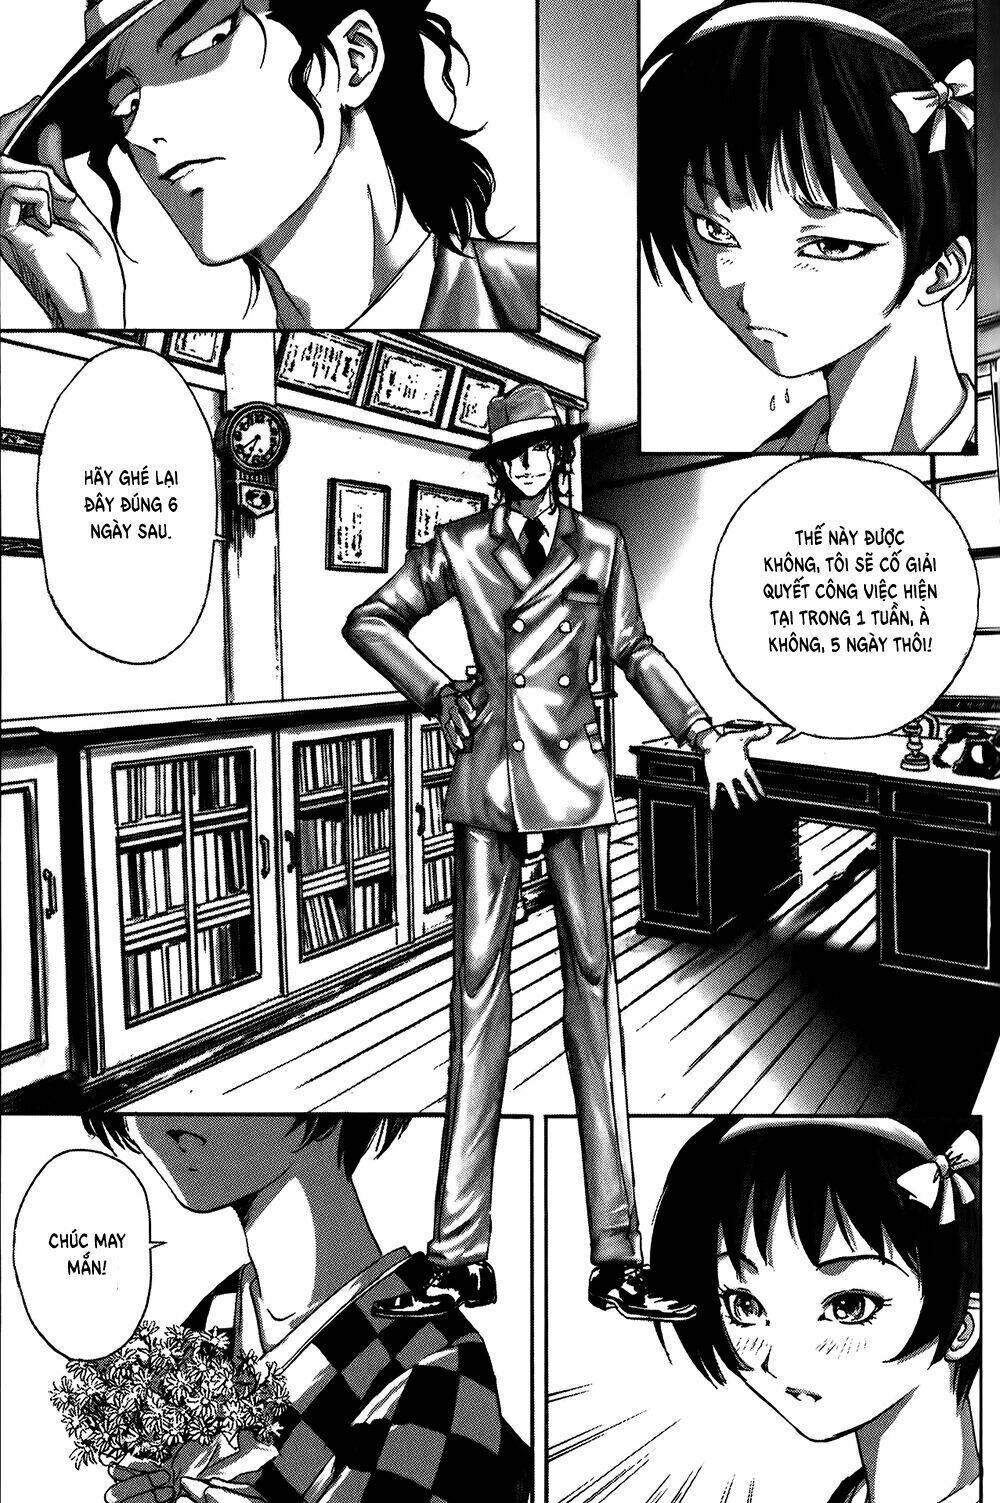 THẾ NÀY ĐƯỢC
KHÔNG, TÔI SẼ CỐ GIẢI
QUYẾT CÔNG VIỆC HIỆN
TẠI TRONG 1 TUẦN, À
KHÔNG, 5 NGÀY THÔI!
HÃY GHÉ LẠI
ĐÂY ĐÚNG 6
NGÀY SAU.
CHÚC MAY
MẮN!